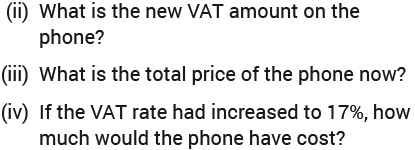 (ii) What is the new VAT amount on the
phone?
(iii) What is the total price of the phone now?
(iv) If the VAT rate had increased to 17%, how
much would the phone have cost?